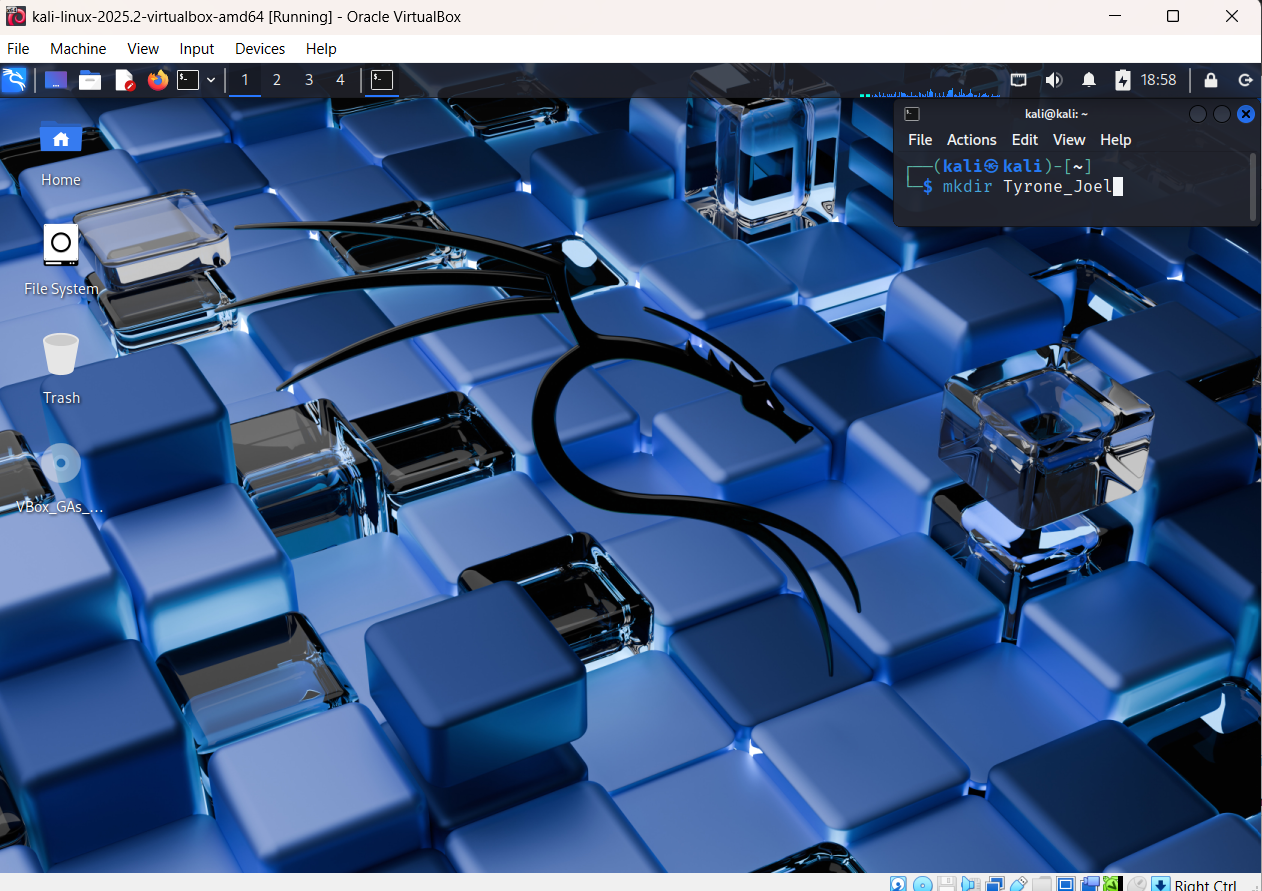 kali-linux-2025.2-virtualbox-amd64 [Running] - Oracle VirtualBox
File Machine View Input Devices Help
1 2 3 4 18:58
kali@kali: ~
File Actions Edit View Help
┌──(kali㉿kali)-[~]
└─$ mkdir Tyrone_Joel
Home
File System
Trash
VBox_GAs_...
Right Ctrl